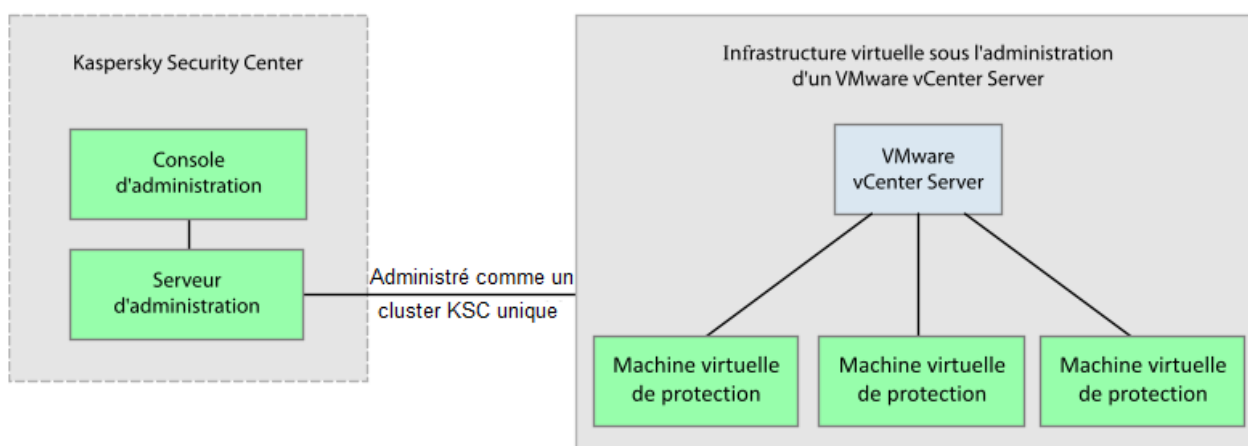 Kaspersky Security Center
Console
d'administration
Serveur
d'administration
Administré comme un
cluster KSC unique
Infrastructure virtuelle sous l'administration
d'un VMware vCenter Server
VMware
vCenter Server
Machine virtuelle
de protection
Machine virtuelle
de protection
Machine virtuelle
de protection